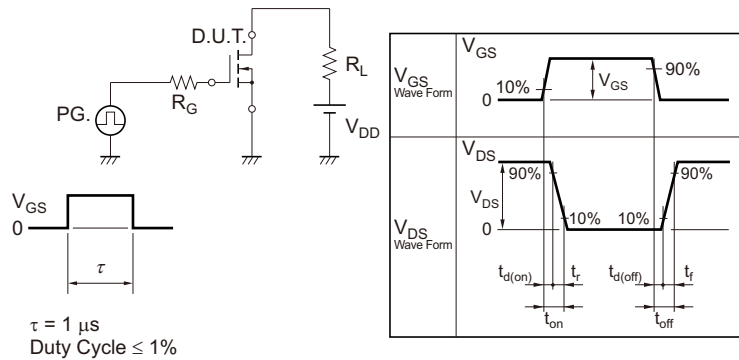 D.U.T.
R_L
R_G
PG.
V_DD
V_GS
0
τ
τ = 1 μs
Duty Cycle ≤ 1%
V_GS
Wave Form
V_GS
10%
V_GS
90%
0
V_DS
Wave Form
V_DS
90%
90%
V_DS
10%
10%
0
t_d(on)
t_r
t_d(off)
t_f
t_on
t_off